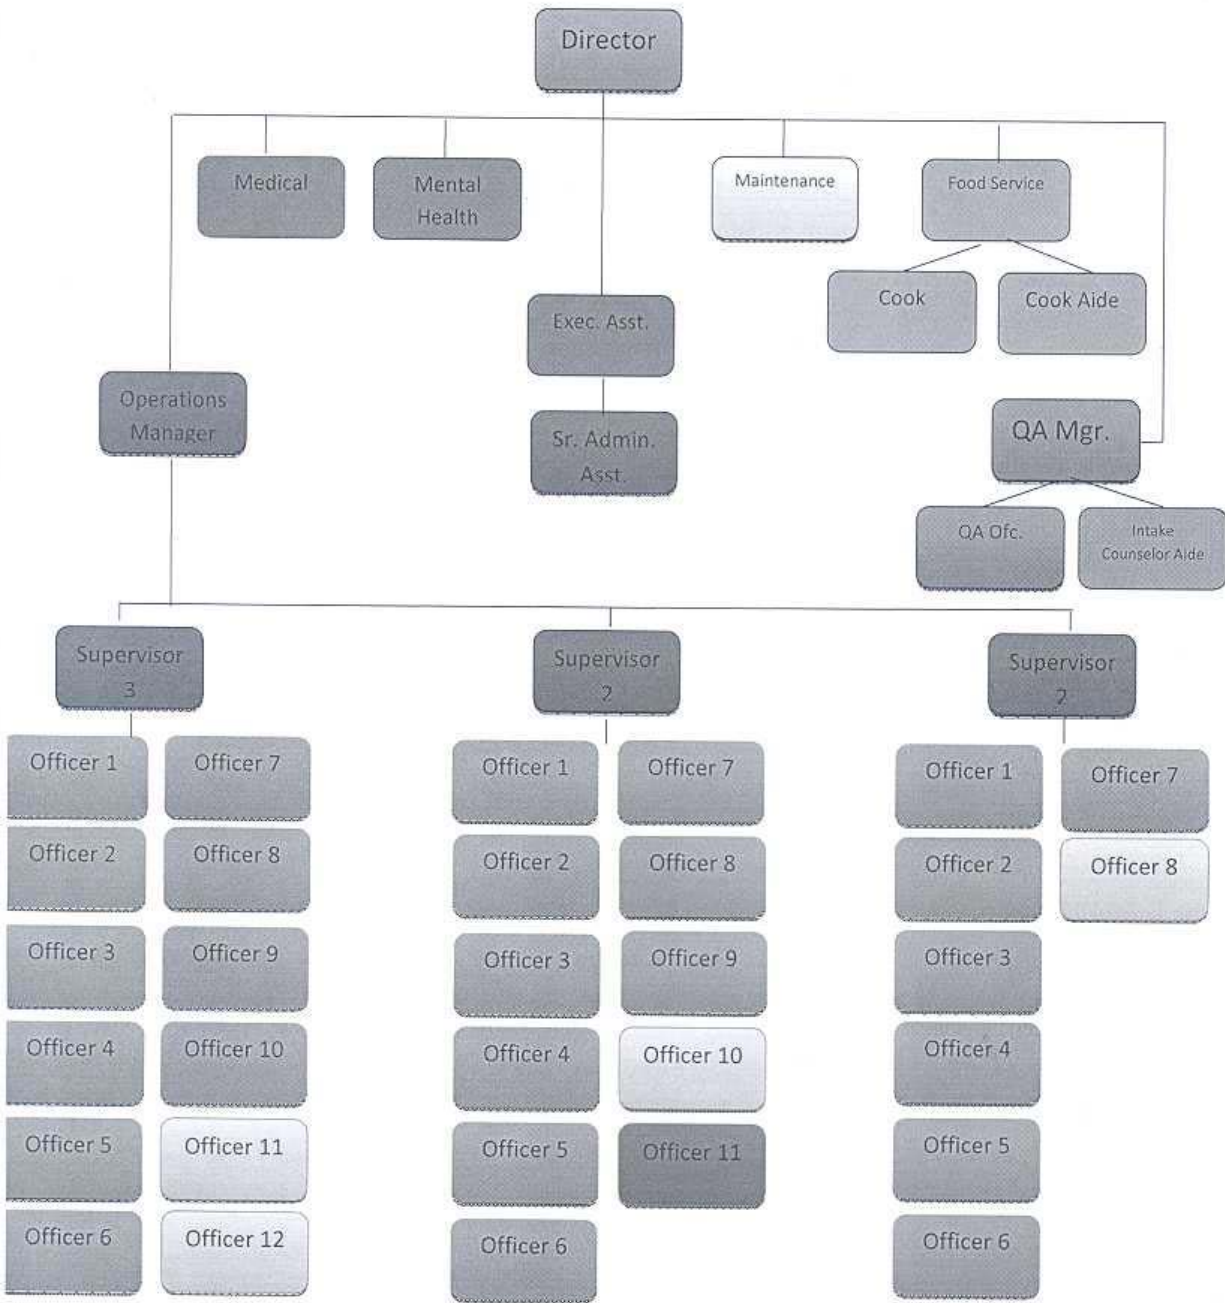 Director
Medical
Mental
Health
Maintenance
Food Service
Cook
Cook Aide
Exec. Asst.
Operations
Manager
Sr. Admin.
Asst.
QA Mgr.
QA Ofc.
Intake
Counselor Aide
Supervisor
3
Supervisor
2
Supervisor
2
Officer 1
Officer 7
Officer 2
Officer 8
Officer 3
Officer 9
Officer 4
Officer 10
Officer 5
Officer 11
Officer 6
Officer 12
Officer 1
Officer 7
Officer 2
Officer 8
Officer 3
Officer 9
Officer 4
Officer 10
Officer 5
Officer 11
Officer 6
Officer 1
Officer 7
Officer 2
Officer 8
Officer 3
Officer 4
Officer 5
Officer 6